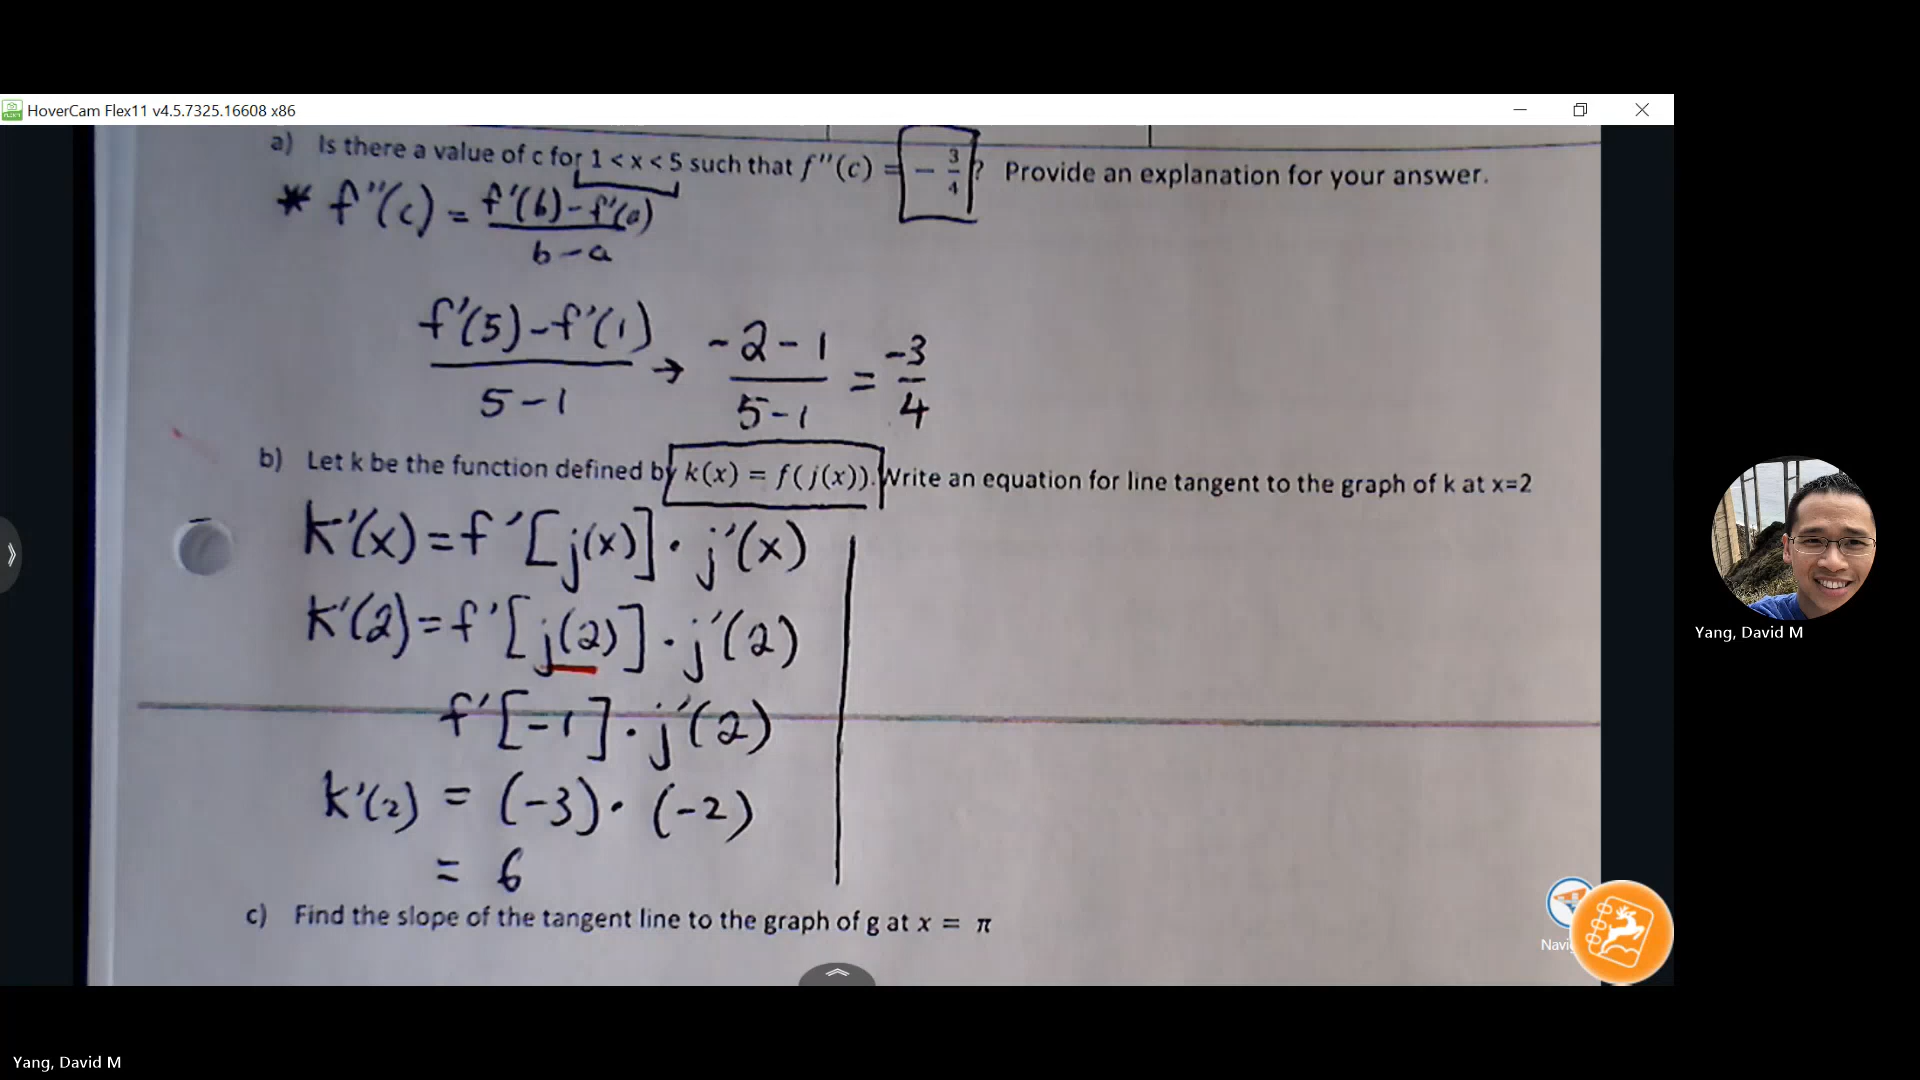 HoverCam Flex11 v4.5.7325.16608 x86
a) Is there a value of c for 1 < x < 5 such that f''(c) = - 3/4 ? Provide an explanation for your answer.
* f''(c) = f'(b)-f'(a)
b-a
f'(5)-f'(1)
5-1
→ -2-1
5-1
= -3
4
b) Let k be the function defined by k(x) = f(j(x)). Write an equation for line tangent to the graph of k at x=2
k'(x)=f'[j(x)]·j'(x)
k'(2)=f'[j(2)]·j'(2)
f'[-1]·j'(2)
k'(2) = (-3)·(-2)
= 6
c) Find the slope of the tangent line to the graph of g at x = π
Yang, David M
Yang, David M